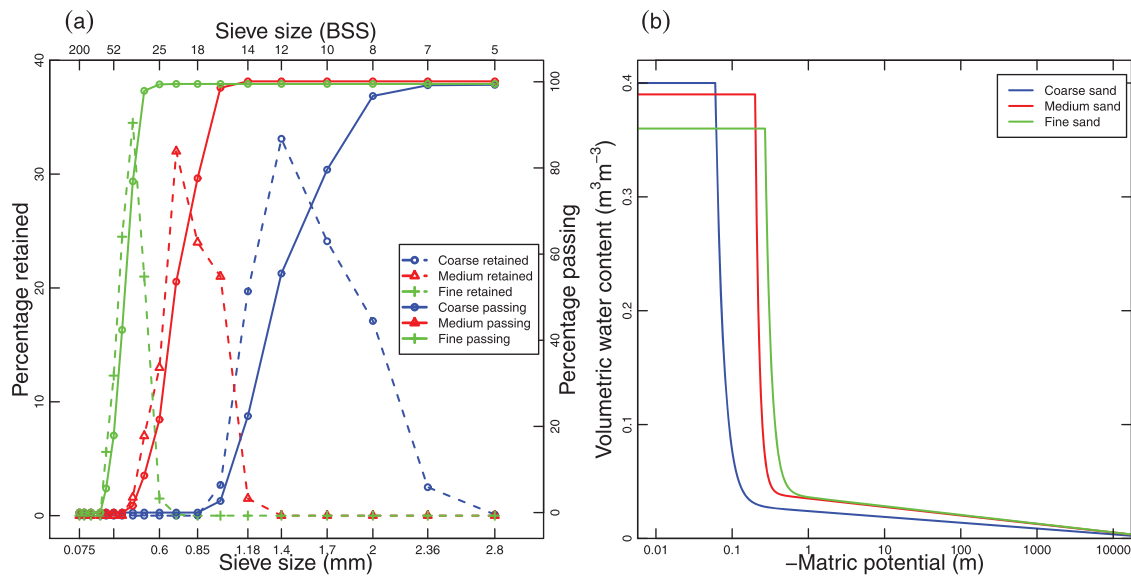 (a)
Sieve size (BSS)
200 52 25 18 14 12 10 8 7 5
Percentage retained
40
30
20
10
0
Percentage passing
100
80
60
40
20
0
Coarse retained
Medium retained
Fine retained
Coarse passing
Medium passing
Fine passing
0.075 0.6 0.85 1.18 1.4 1.7 2 2.36 2.8
Sieve size (mm)
(b)
Volumetric water content (m³m⁻³)
0.4
0.3
0.2
0.1
0
Coarse sand
Medium sand
Fine sand
0.01 0.1 1 10 100 1000 10000
−Matric potential (m)